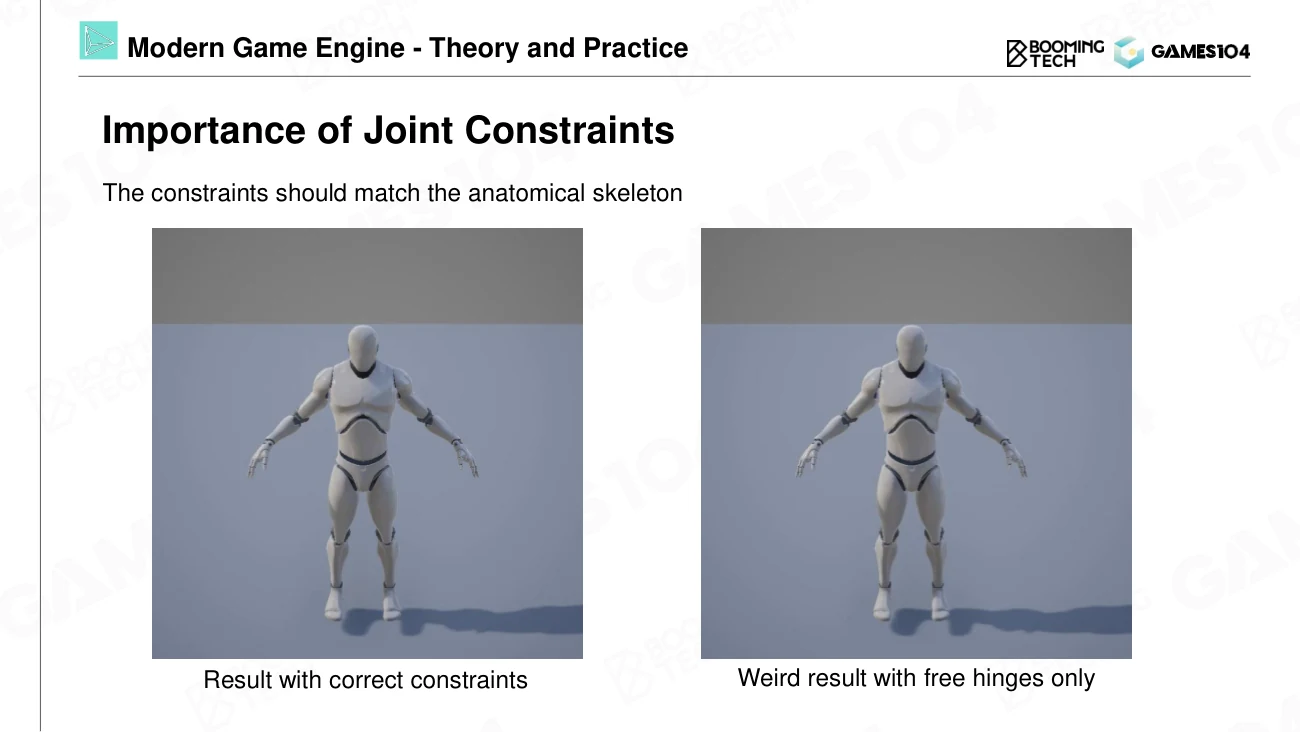 Modern Game Engine - Theory and Practice
BOOMING
TECH
GAMES104
Importance of Joint Constraints
The constraints should match the anatomical skeleton
Result with correct constraints
Weird result with free hinges only